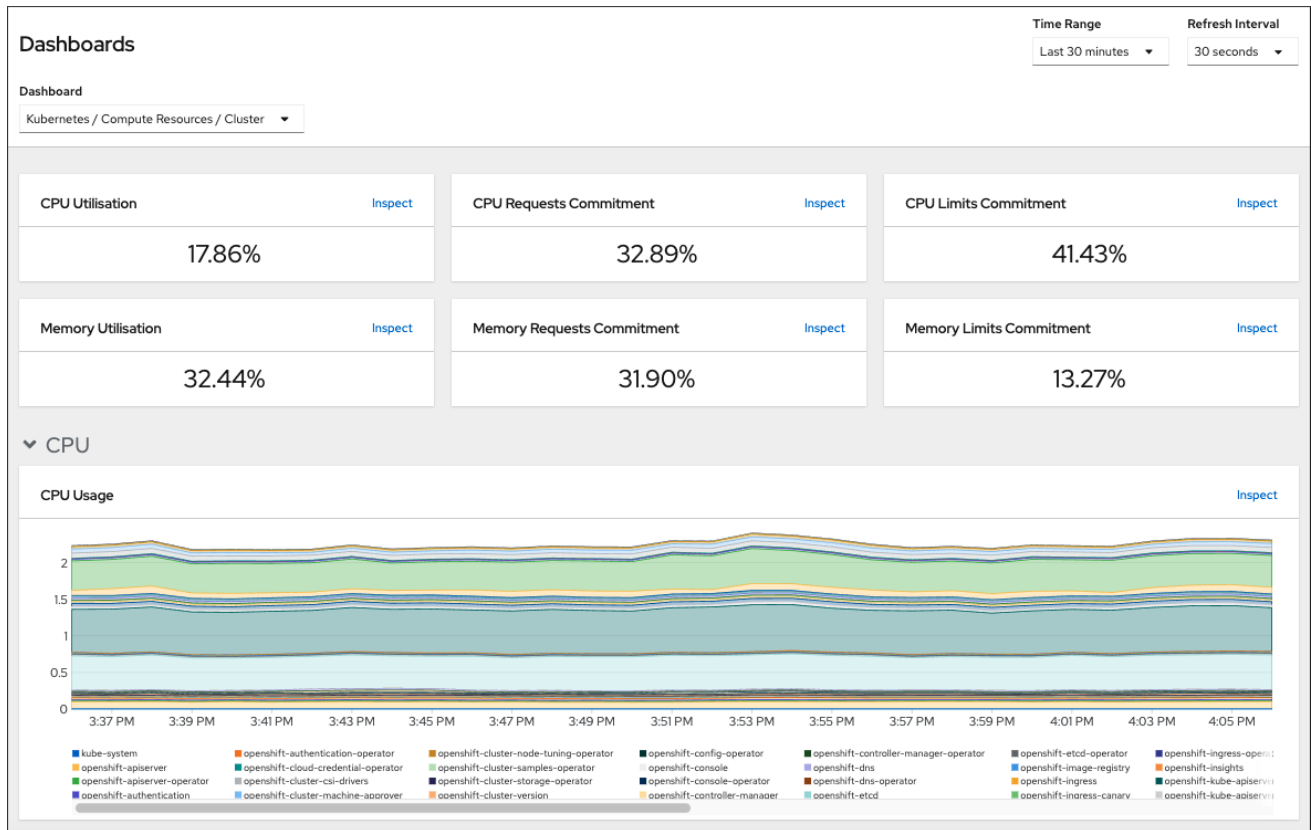 Dashboards
Time Range
Refresh Interval
Last 30 minutes
30 seconds
Dashboard
Kubernetes / Compute Resources / Cluster
CPU Utilisation Inspect
CPU Requests Commitment Inspect
CPU Limits Commitment Inspect
17.86%
32.89%
41.43%
Memory Utilisation Inspect
Memory Requests Commitment Inspect
Memory Limits Commitment Inspect
32.44%
31.90%
13.27%
CPU
CPU Usage Inspect
2
1.5
1
0.5
0
3:37 PM 3:39 PM 3:41 PM 3:43 PM 3:45 PM 3:47 PM 3:49 PM 3:51 PM 3:53 PM 3:55 PM 3:57 PM 3:59 PM 4:01 PM 4:03 PM 4:05 PM
kube-system openshift-authentication-operator openshift-cluster-node-tuning-operator openshift-config-operator openshift-controller-manager-operator openshift-etcd-operator openshift-ingress-opera
openshift-apiserver openshift-cloud-credential-operator openshift-cluster-samples-operator openshift-console openshift-dns openshift-image-registry openshift-insights
openshift-apiserver-operator openshift-cluster-csi-drivers openshift-cluster-storage-operator openshift-console-operator openshift-dns-operator openshift-ingress openshift-kube-apiserve
openshift-authentication openshift-cluster-machine-approver openshift-cluster-version openshift-controller-manager openshift-etcd openshift-ingress-canary openshift-kube-apiserve